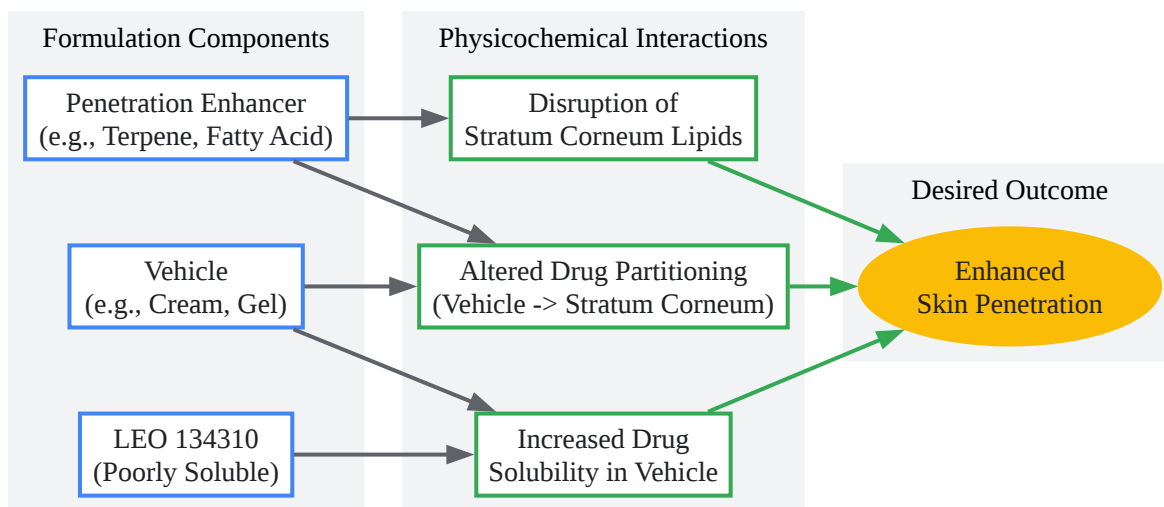 Formulation Components
Penetration Enhancer
(e.g., Terpene, Fatty Acid)
Vehicle
(e.g., Cream, Gel)
LEO 134310
(Poorly Soluble)
Physicochemical Interactions
Disruption of
Stratum Corneum Lipids
Altered Drug Partitioning
(Vehicle -> Stratum Corneum)
Increased Drug
Solubility in Vehicle
Desired Outcome
Enhanced
Skin Penetration